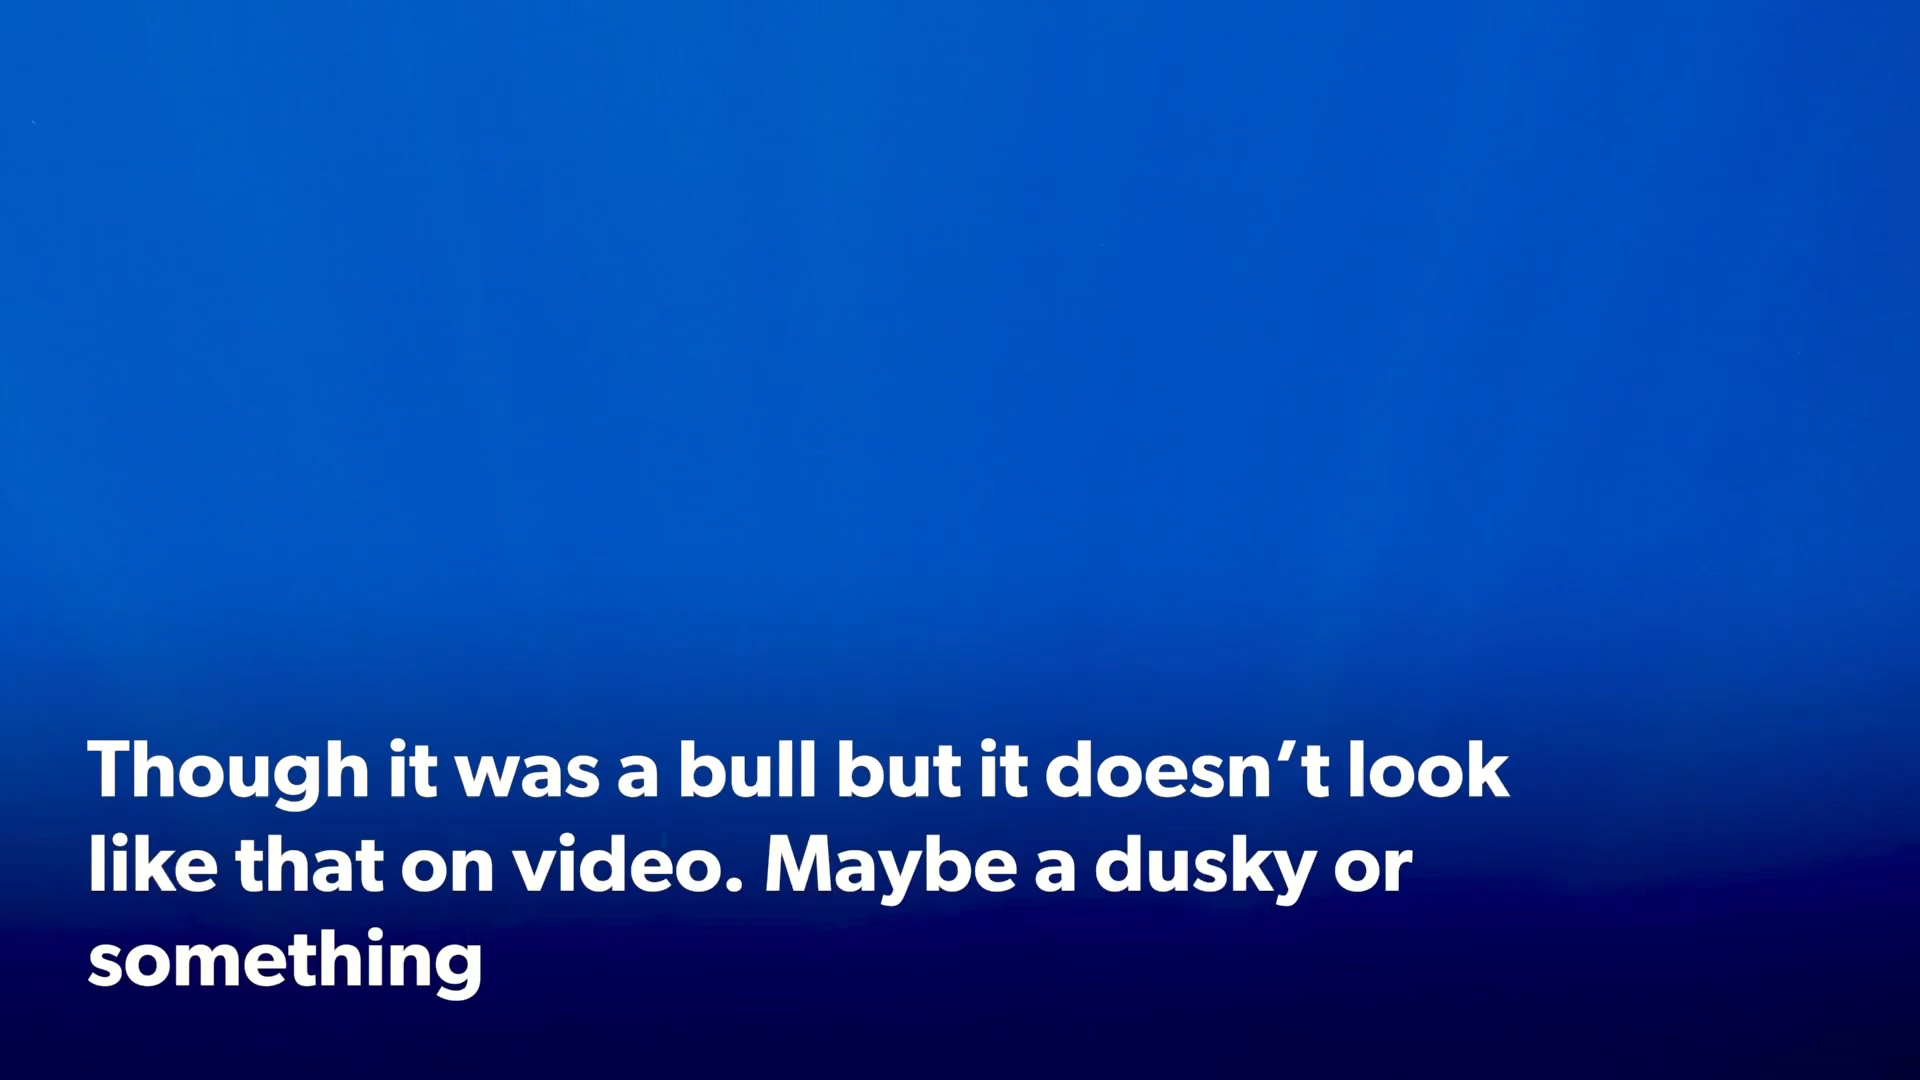 Though it was a bull but it doesn’t look
like that on video. Maybe a dusky or
something